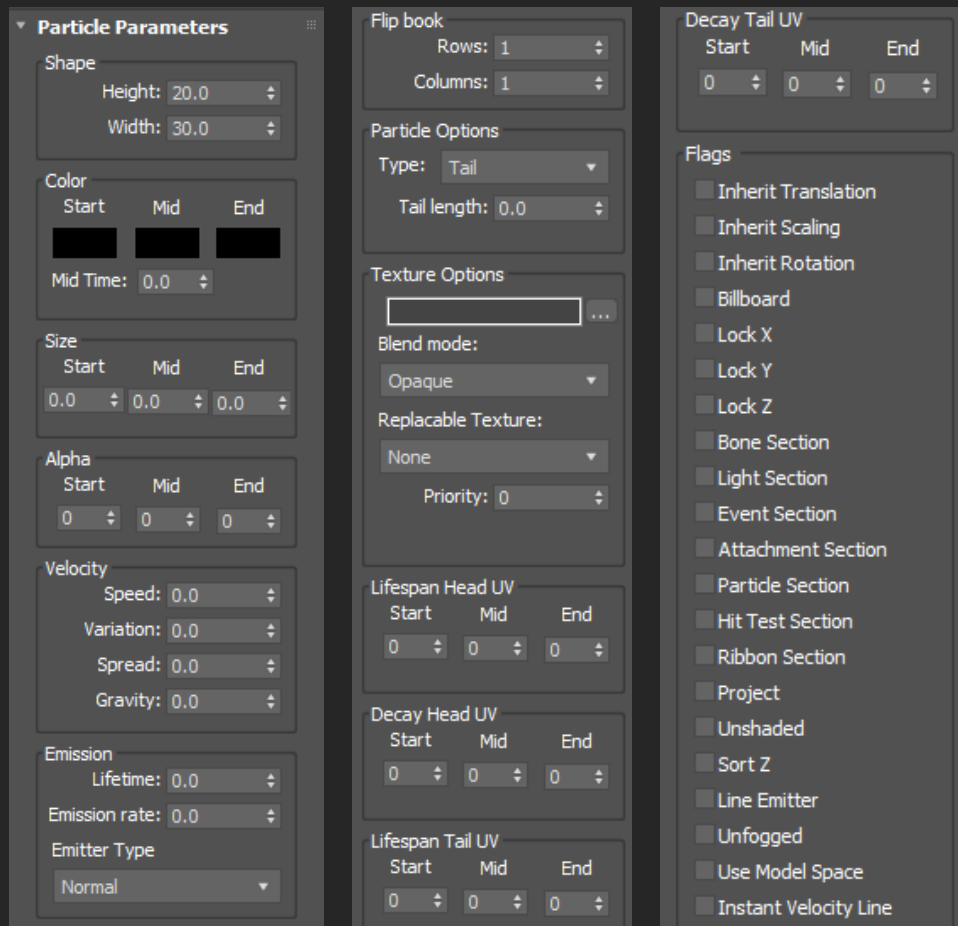 Particle Parameters
Shape
Height: 20.0
Width: 30.0
Color
Start Mid End
Mid Time: 0.0
Size
Start Mid End
0.0 0.0 0.0
Alpha
Start Mid End
0 0 0
Velocity
Speed: 0.0
Variation: 0.0
Spread: 0.0
Gravity: 0.0
Emission
Lifetime: 0.0
Emission rate: 0.0
Emitter Type
Normal
Flip book
Rows: 1
Columns: 1
Particle Options
Type: Tail
Tail length: 0.0
Texture Options
...
Blend mode:
Opaque
Replacable Texture:
None
Priority: 0
Lifespan Head UV
Start Mid End
0 0 0
Decay Head UV
Start Mid End
0 0 0
Lifespan Tail UV
Start Mid End
0 0 0
Decay Tail UV
Start Mid End
0 0 0
Flags
Inherit Translation
Inherit Scaling
Inherit Rotation
Billboard
Lock X
Lock Y
Lock Z
Bone Section
Light Section
Event Section
Attachment Section
Particle Section
Hit Test Section
Ribbon Section
Project
Unshaded
Sort Z
Line Emitter
Unfogged
Use Model Space
Instant Velocity Line